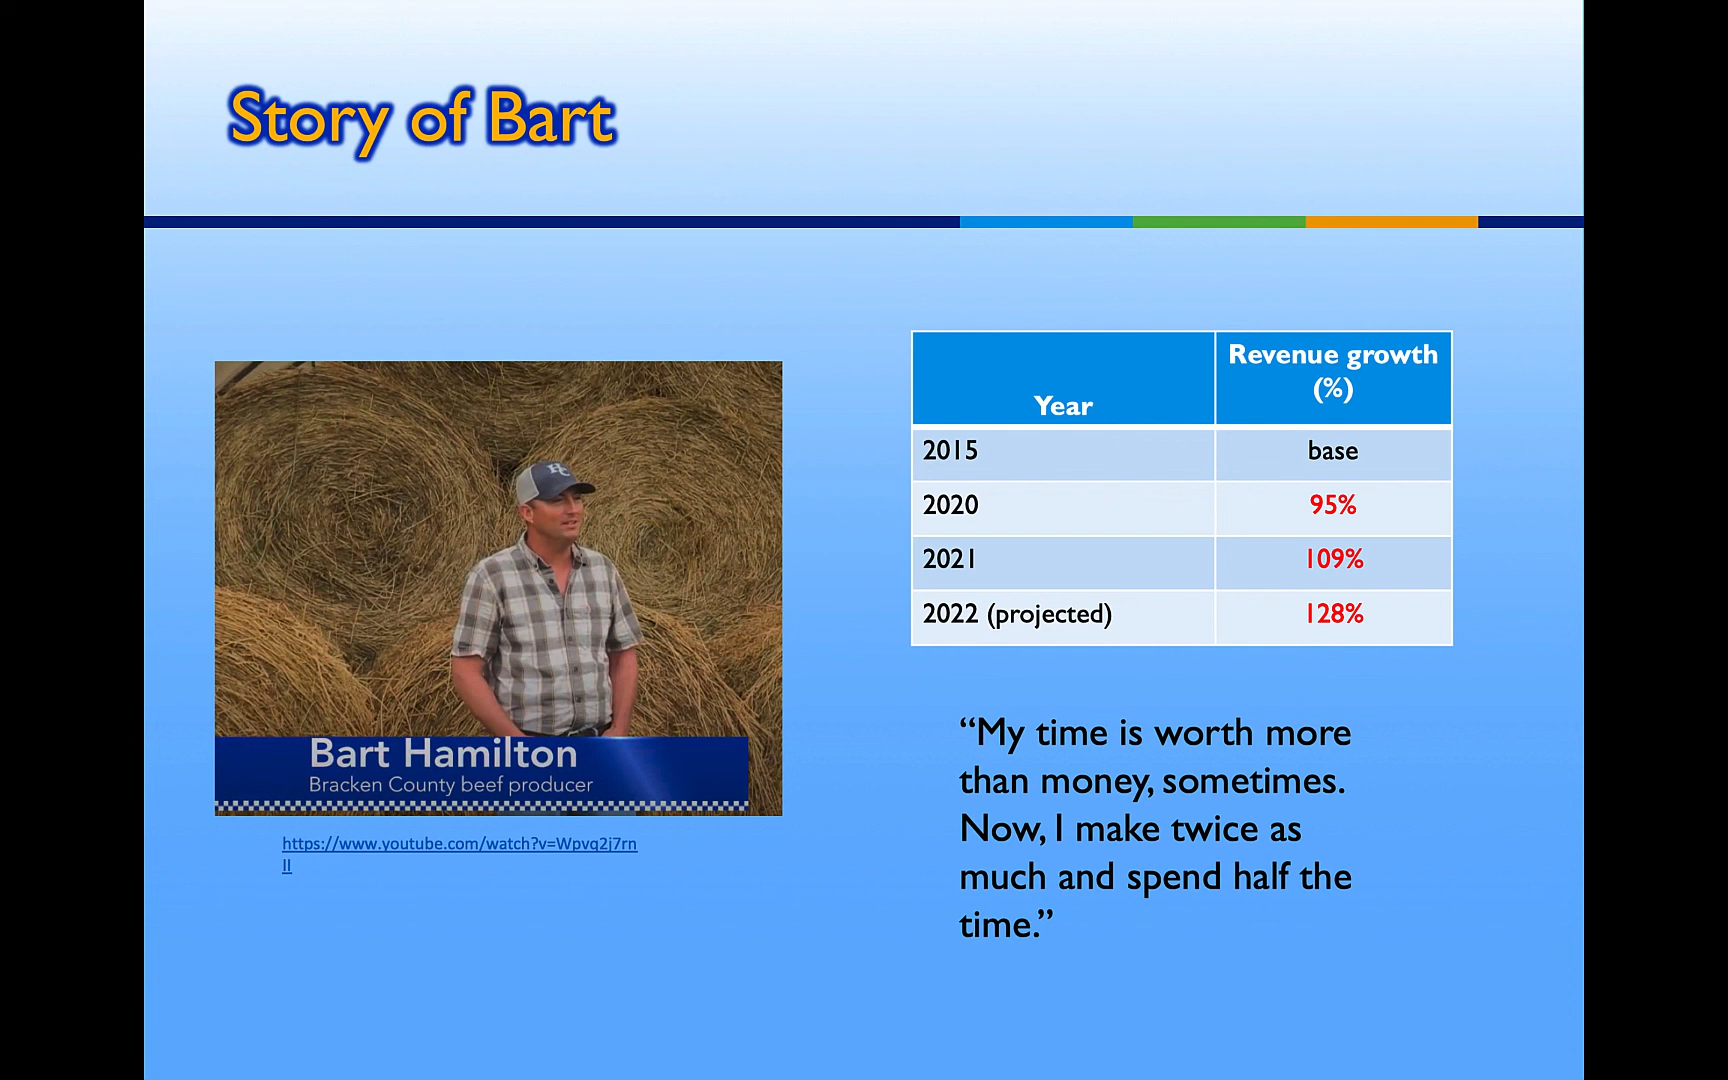 Story of Bart
Year
Revenue growth
(%)
2015 base
2020 95%
2021 109%
2022 (projected) 128%
HC
Bart Hamilton
Bracken County beef producer
https://www.youtube.com/watch?v=Wpvq2j7rn
II
“My time is worth more
than money, sometimes.
Now, I make twice as
much and spend half the
time.”